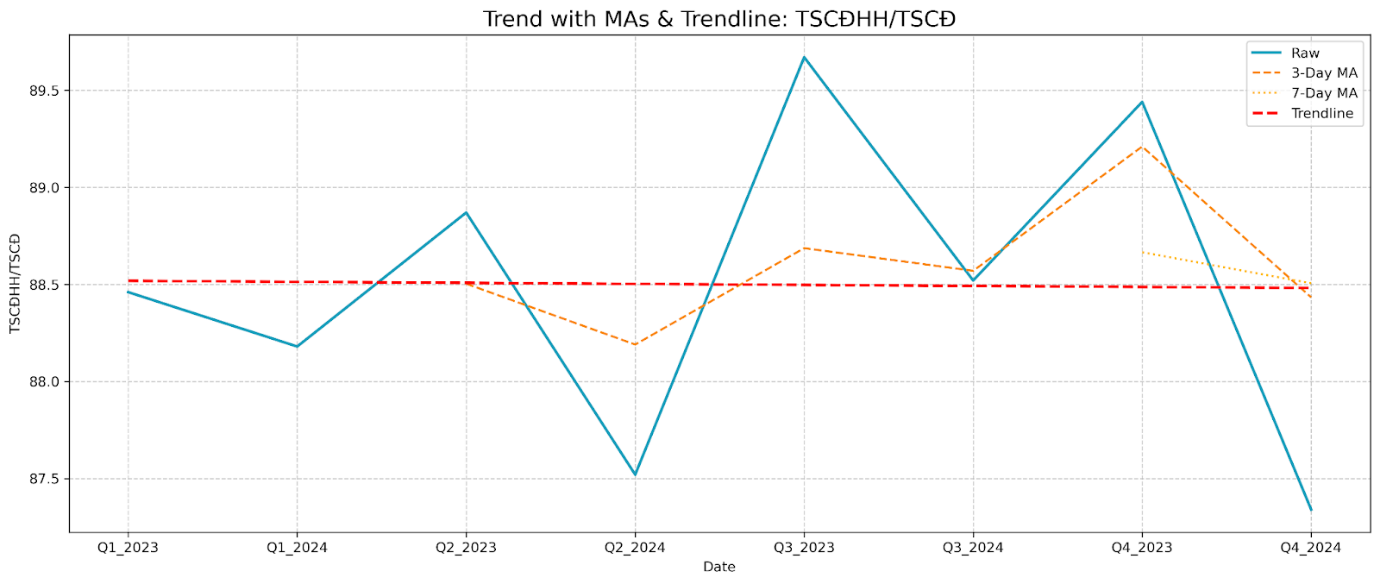 Trend with MAs & Trendline: TSCĐHH/TSCĐ
Raw
3-Day MA
7-Day MA
Trendline
TSCĐHH/TSCĐ
89.5
89.0
88.5
88.0
87.5
Q1_2023
Q1_2024
Q2_2023
Q2_2024
Q3_2023
Q3_2024
Q4_2023
Q4_2024
Date